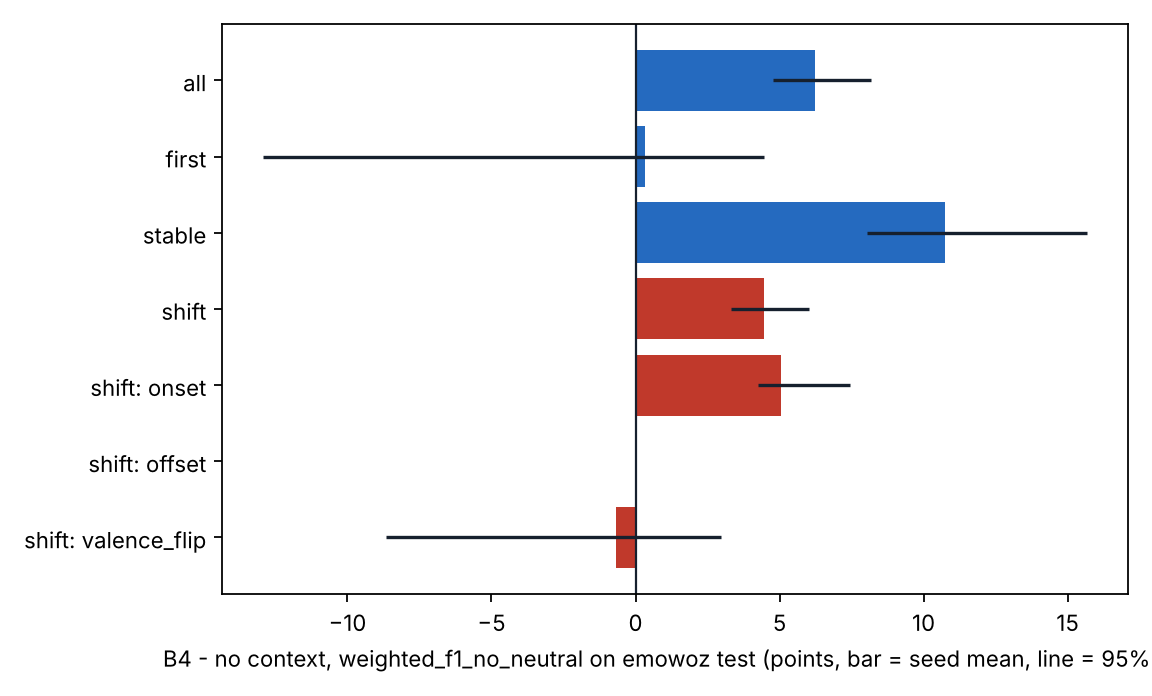 all
first
stable
shift
shift: onset
shift: offset
shift: valence_flip
−10 −5 0 5 10 15
B4 - no context, weighted_f1_no_neutral on emowoz test (points, bar = seed mean, line = 95%